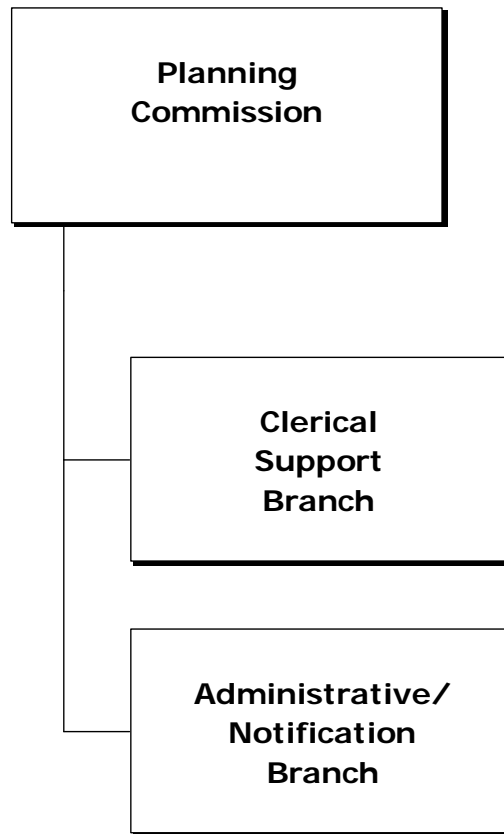 Planning
Commission
Clerical
Support
Branch
Administrative/
Notification
Branch